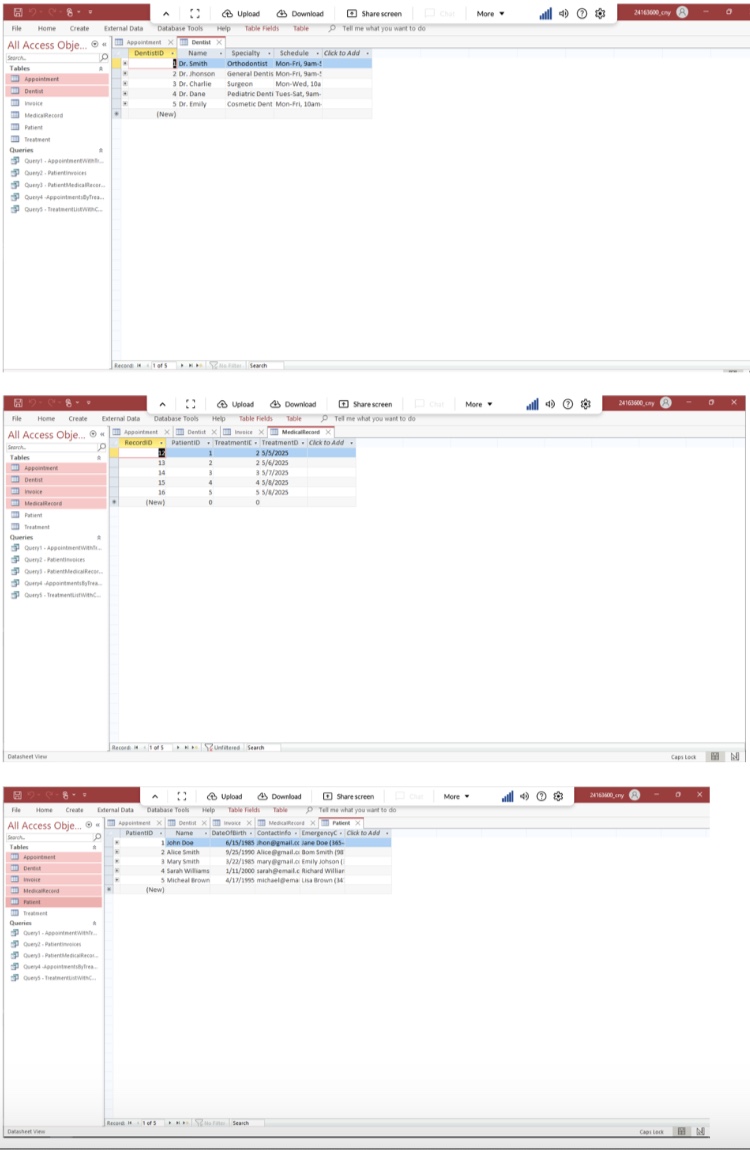 Upload Download Share screen Chat More 24163600_cny
File Home Create External Data Database Tools Help Table Fields Table Tell me what you want to do
All Access Obje... Appointment Dentist
DentistID Name Specialty Schedule Click to Add
Search...
Tables
1 Dr. Smith Orthodontist Mon-Fri, 9am-5
2 Dr. Jhonson General Dentis Mon-Fri, 9am-5
3 Dr. Charlie Surgeon Mon-Wed, 10a
4 Dr. Dane Pediatric Denti Tues-Sat, 9am-
5 Dr. Emily Cosmetic Dent Mon-Fri, 10am-
(New)
Appointment
Dentist
Invoice
MedicalRecord
Patient
Treatment
Queries
Query1 - AppointmentWithTr...
Query2 - PatientInvoices
Query3 - PatientMedicalRecor...
Query4 -AppointmentsByTrea...
Query5 - TreatmentListWithC...
Record: 1 of 5 No Filter Search
Upload Download Share screen Chat More 24163600_cny
File Home Create External Data Database Tools Help Table Fields Table Tell me what you want to do
All Access Obje... Appointment Dentist Invoice MedicalRecord
RecordID PatientID TreatmentIC TreatmentD Click to Add
Search...
Tables
12 1 2 5/5/2025
13 2 2 5/6/2025
14 3 3 5/7/2025
15 4 4 5/8/2025
16 5 5 5/8/2025
(New) 0 0
Appointment
Dentist
Invoice
MedicalRecord
Patient
Treatment
Queries
Query1 - AppointmentWithTr...
Query2 - PatientInvoices
Query3 - PatientMedicalRecor...
Query4 -AppointmentsByTrea...
Query5 - TreatmentListWithC...
Record: 1 of 5 Unfiltered Search
Datasheet View Caps Lock
Upload Download Share screen More 24163600_cny
File Home Create External Data Database Tools Help Table Fields Table Tell me what you want to do
All Access Obje... Appointment Dentist Invoice MedicalRecord Patient
PatientID Name DateOfBirth ContactInfo EmergencyC Click to Add
Search...
Tables
1 John Doe 6/15/1985 Jhon@gmail.cc Jane Doe (365-
2 Alice Smith 9/25/1990 Alice@gmail.c Bom Smith (98
3 Mary Smith 3/22/1985 mary@gmail.c Emily Johson (
4 Sarah Williams 1/11/2000 sarah@email.c Richard Williar
5 Micheal Brown 4/17/1995 michael@ema Lisa Brown (34
(New)
Appointment
Dentist
Invoice
MedicalRecord
Patient
Treatment
Queries
Query1 - AppointmentWithTr...
Query2 - PatientInvoices
Query3 - PatientMedicalRecor...
Query4 -AppointmentsByTrea...
Query5 - TreatmentListWithC...
Record: 1 of 5 No Filter Search
Datasheet View Caps Lock